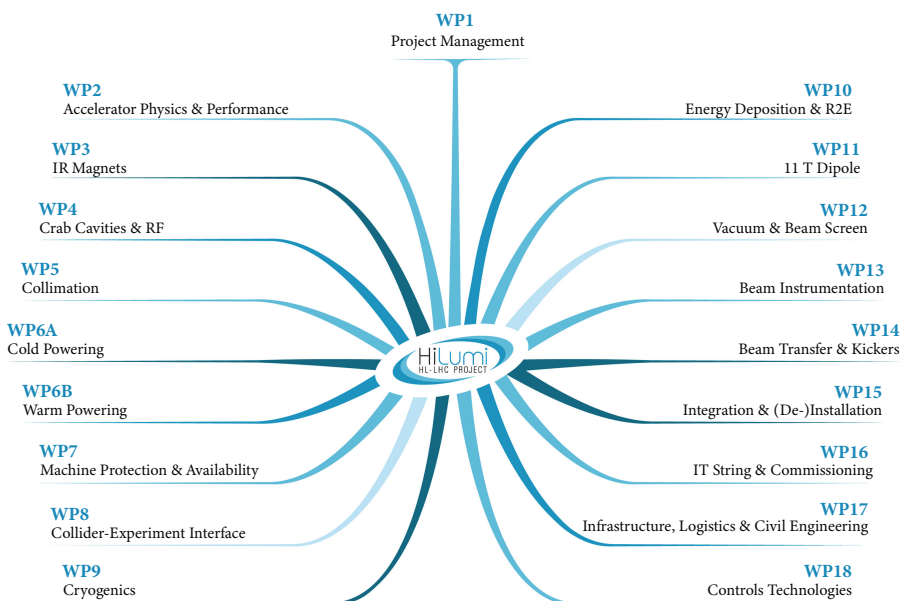 WP1
Project Management
WP2
Accelerator Physics & Performance
WP3
IR Magnets
WP4
Crab Cavities & RF
WP5
Collimation
WP6A
Cold Powering
WP6B
Warm Powering
WP7
Machine Protection & Availability
WP8
Collider-Experiment Interface
WP9
Cryogenics
HiLumi
HL-LHC PROJECT
WP10
Energy Deposition & R2E
WP11
11 T Dipole
WP12
Vacuum & Beam Screen
WP13
Beam Instrumentation
WP14
Beam Transfer & Kickers
WP15
Integration & (De-)Installation
WP16
IT String & Commissioning
WP17
Infrastructure, Logistics & Civil Engineering
WP18
Controls Technologies